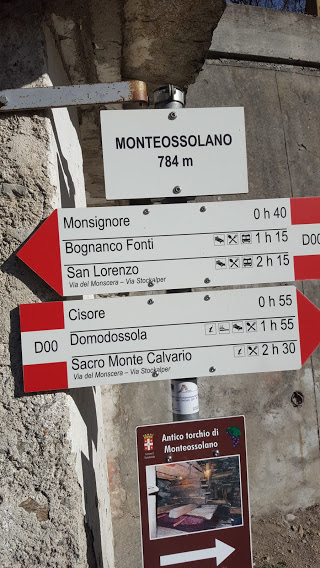 MONTEOSSOLANO
784 m
Monsignore 0 h 40
Bognanco Fonti 1 h 15
D00
San Lorenzo 2 h 15
Via del Monscera – Via Stockalper
Cisore 0 h 55
Domodossola 1 h 55
D00
Sacro Monte Calvario 2 h 30
Via del Monscera – Via Stockalper
Antico torchio di
Monteossolano